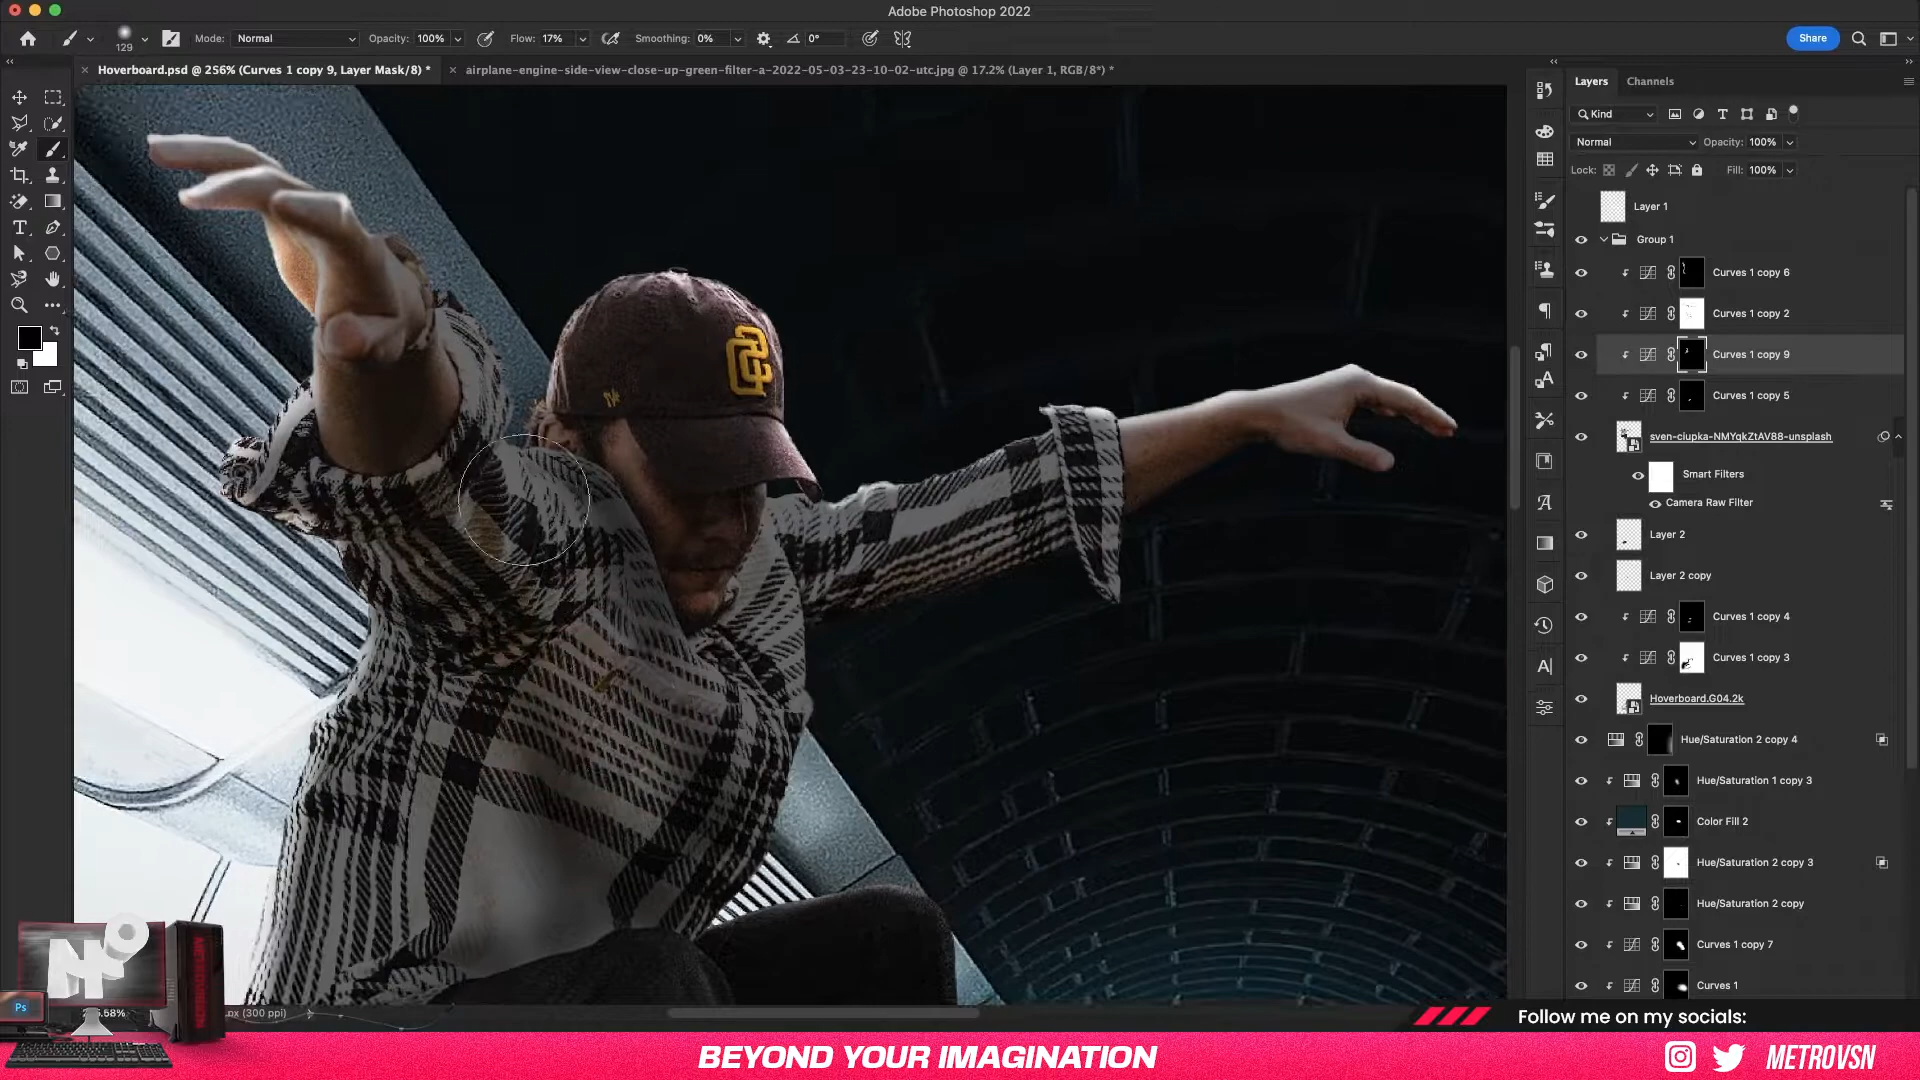 Adobe Photoshop 2022
129
Mode: Normal Opacity: 100% Flow: 17% Smoothing: 0% 0° Share
Hoverboard.psd @ 256% (Curves 1 copy 9, Layer Mask/8) *
airplane-engine-side-view-close-up-green-filter-a-2022-05-03-23-10-02-utc.jpg @ 17.2% (Layer 1, RGB/8*) *
Layers Channels
Kind
Normal Opacity: 100%
Lock: Fill: 100%
Layer 1
Group 1
Curves 1 copy 6
Curves 1 copy 2
Curves 1 copy 9
Curves 1 copy 5
sven-ciupka-NMYqkZtAV88-unsplash
Smart Filters
Camera Raw Filter
Layer 2
Layer 2 copy
Curves 1 copy 4
Curves 1 copy 3
Hoverboard.G04.2k
Hue/Saturation 2 copy 4
Hue/Saturation 1 copy 3
Color Fill 2
Hue/Saturation 2 copy 3
Hue/Saturation 2 copy
Curves 1 copy 7
Curves 1
Ps
px (300 ppi)
Follow me on my socials:
BEYOND YOUR IMAGINATION
METROVSN